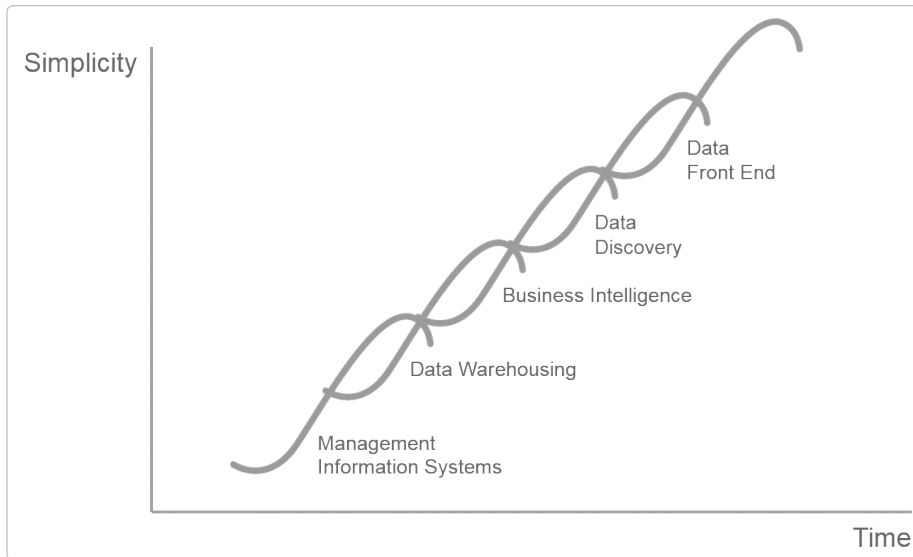 Simplicity
Data
Front End
Data
Discovery
Business Intelligence
Data Warehousing
Management
Information Systems
Time